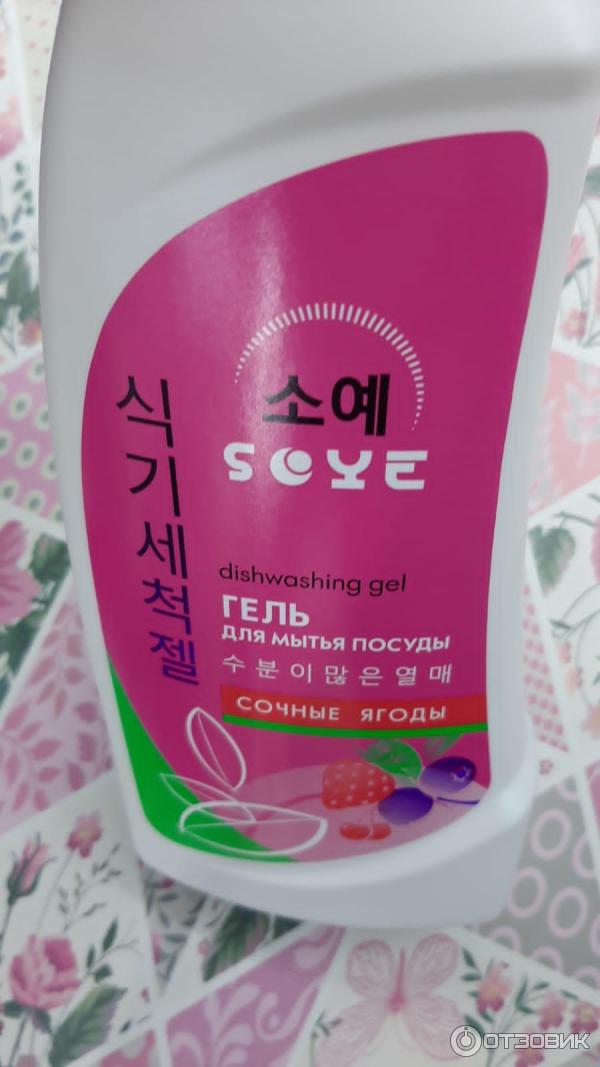 소예
SOYE
식기세척젤
dishwashing gel
ГЕЛЬ
ДЛЯ МЫТЬЯ ПОСУДЫ
수분이많은열매
СОЧНЫЕ ЯГОДЫ
ОТЗОВИК